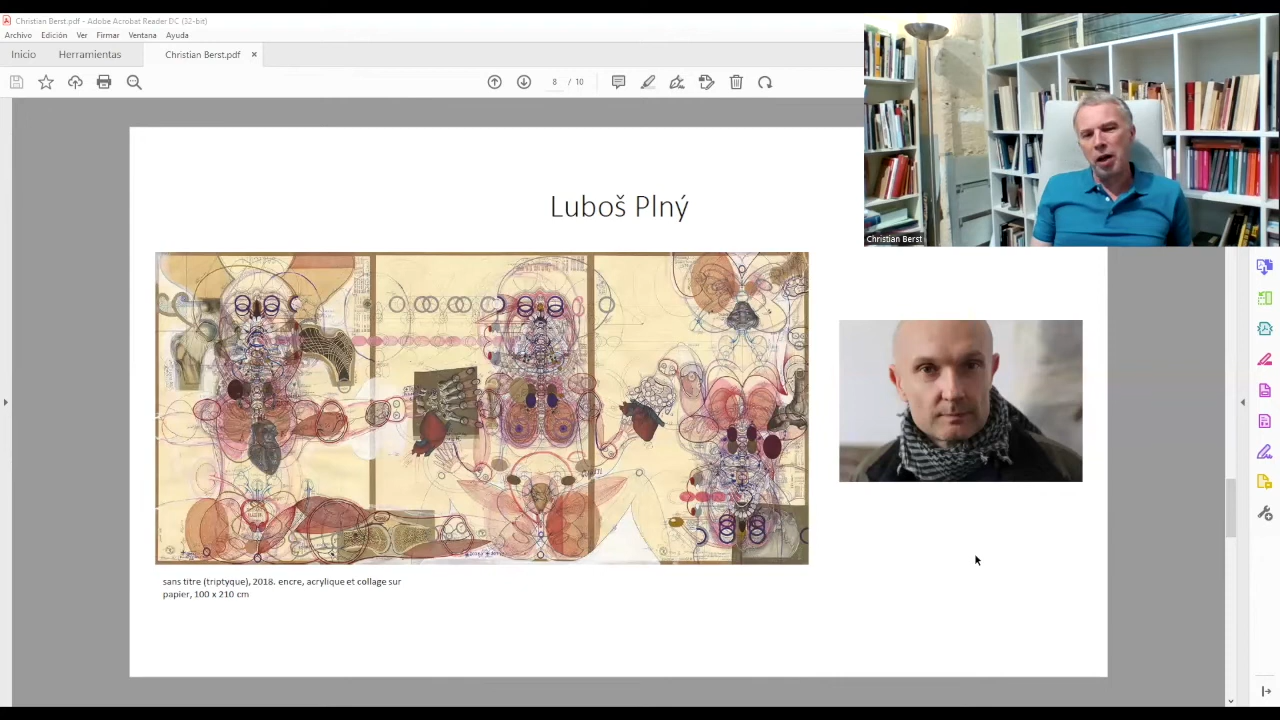 Christian Berst.pdf - Adobe Acrobat Reader DC (32-bit)
Archivo Edición Ver Firmar Ventana Ayuda
Inicio Herramientas Christian Berst.pdf ×
8 / 10
Christian Berst
Luboš Plný
sans titre (triptyque), 2018. encre, acrylique et collage sur
papier, 100 x 210 cm